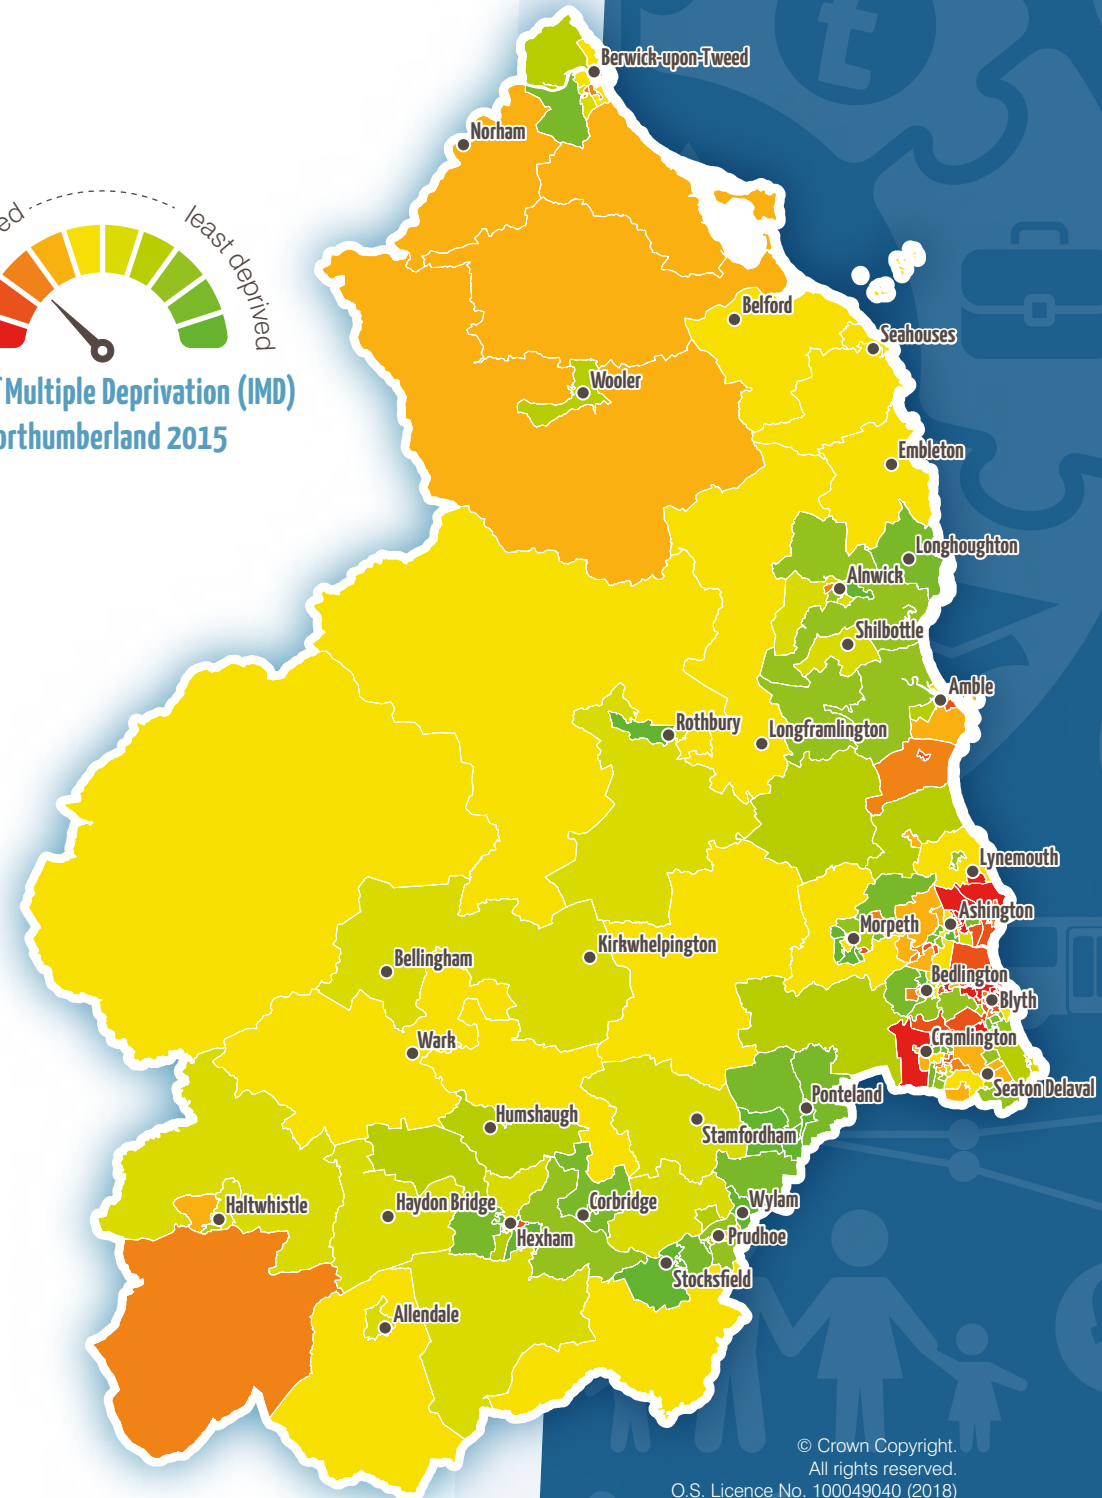 Berwick-upon-Tweed
Norham
least deprived
Belford
Seahouses
Multiple Deprivation (IMD)
Wooler
2015
Embleton
Longhoughton
Alnwick
Shilbottle
Amble
Rothbury
Longframlington
Lynemouth
Ashington
Morpeth
Kirkwhelpington
Bellingham
Bedlington
Blyth
Wark
Cramlington
Seaton Delaval
Ponteland
Humshaugh
Stamfordham
Haltwhistle
Haydon Bridge
Corbridge
Wylam
Hexham
Prudhoe
Stocksfield
Allendale
© Crown Copyright.
All rights reserved.
O.S. Licence No. 100049040 (2018)